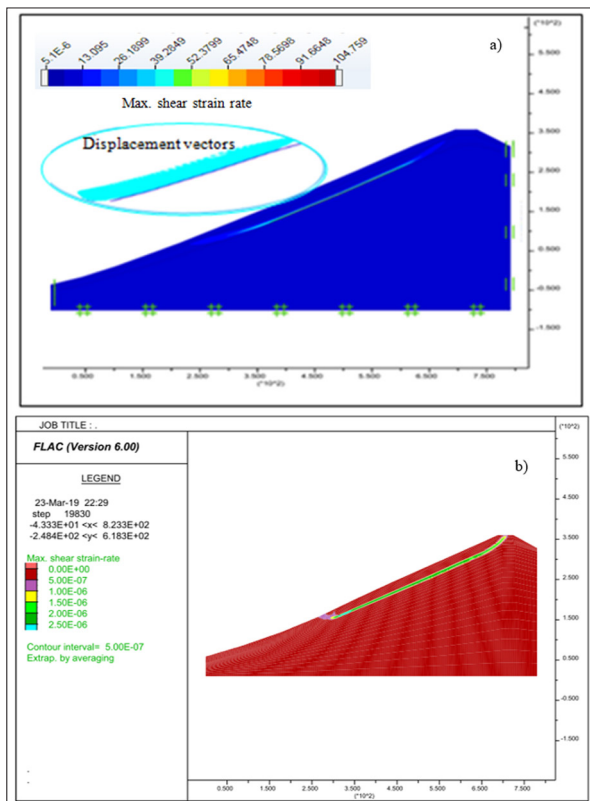 5.1E-6 13.095 26.1899 39.2849 52.3799 65.4748 78.5698 91.6648 104.759
a)
(*10^2)
Max. shear strain rate
Displacement vectors
5.500
4.500
3.500
2.500
1.500
0.500
-0.500
-1.500
0.500 1.500 2.500 3.500 4.500 5.500 6.500 7.500
(*10^2)
JOB TITLE : .
FLAC (Version 6.00)
LEGEND
23-Mar-19 22:29
step 19830
-4.333E+01 <x< 8.233E+02
-2.484E+02 <y< 6.183E+02
Max. shear strain-rate
0.00E+00
5.00E-07
1.00E-06
1.50E-06
2.00E-06
2.50E-06
Contour interval= 5.00E-07
Extrap. by averaging
b)
(*10^2)
5.500
4.500
3.500
2.500
1.500
0.500
-0.500
-1.500
0.500 1.500 2.500 3.500 4.500 5.500 6.500 7.500
(*10^2)